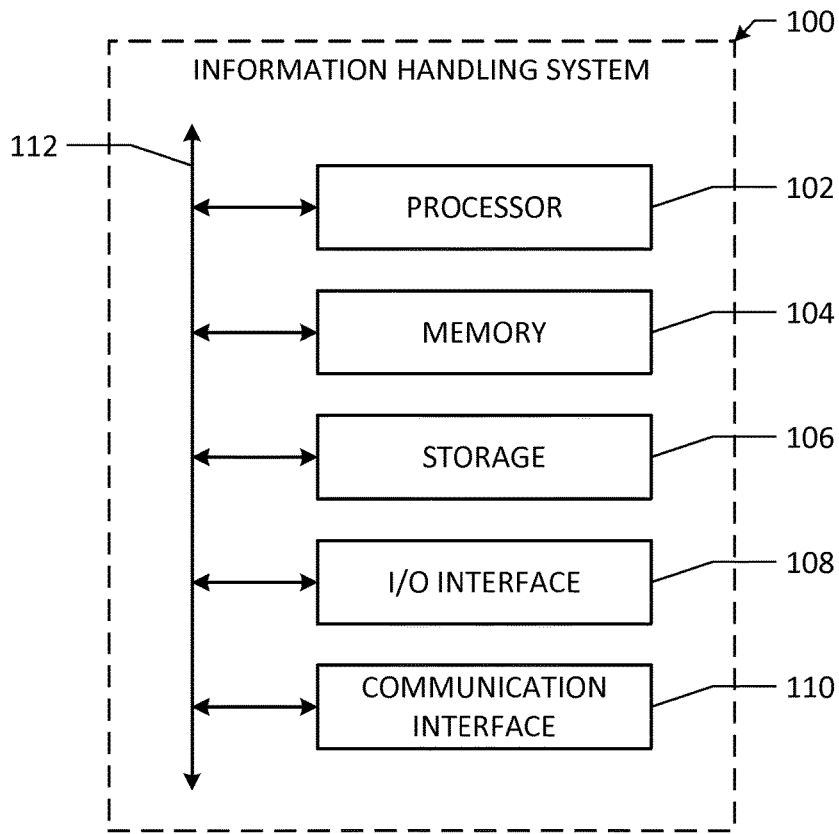 100
INFORMATION HANDLING SYSTEM
112
PROCESSOR
102
MEMORY
104
STORAGE
106
I/O INTERFACE
108
COMMUNICATION
INTERFACE
110